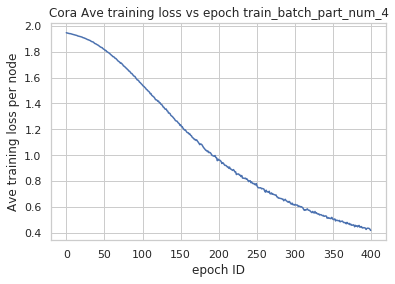 Cora Ave training loss vs epoch train_batch_part_num_4
2.0
1.8
1.6
1.4
1.2
1.0
0.8
0.6
0.4
Ave training loss per node
0 50 100 150 200 250 300 350 400
epoch ID